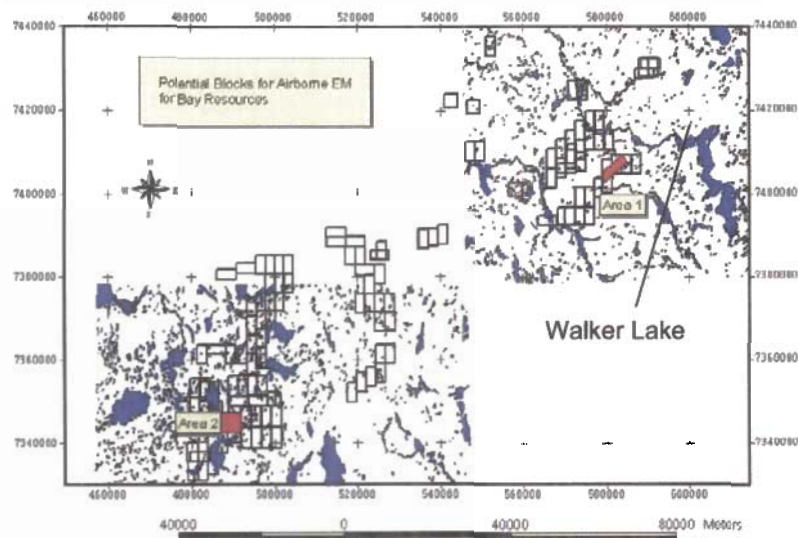 460000 480000 500000 520000 540000 560000 580000 600000
7440000 7440000
Potential Blocks for Airborne EM
for Bay Resources
7420000 7420000
7400000 7400000
Area 1
7380000 7380000
Walker Lake
7360000 7360000
Area 2
7340000 7340000
460000 480000 500000 520000 540000 560000 580000 600000
40000 0 40000 80000 Meters